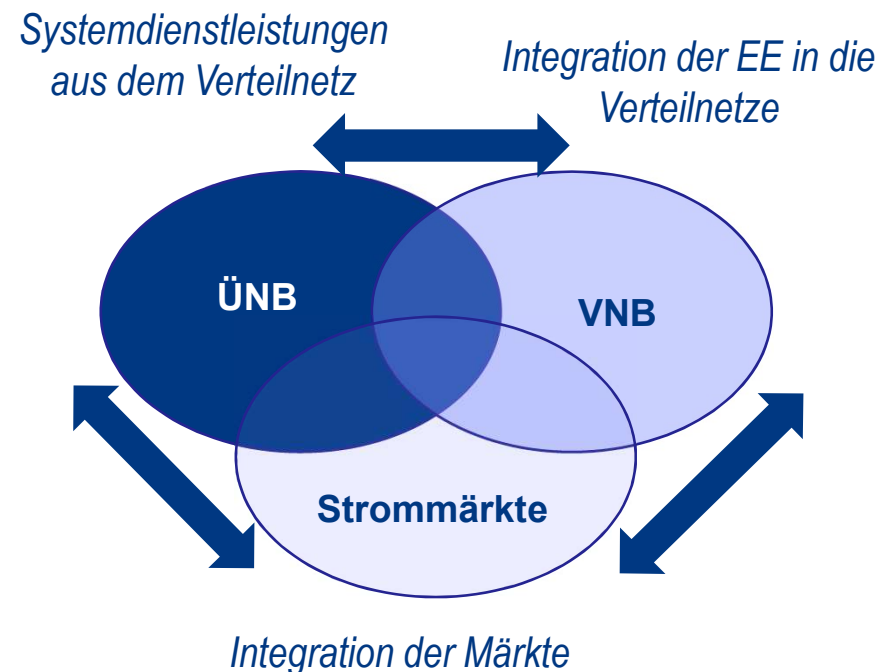 Systemdienstleistungen
aus dem Verteilnetz
Integration der EE in die
Verteilnetze
ÜNB
VNB
Strommärkte
Integration der Märkte